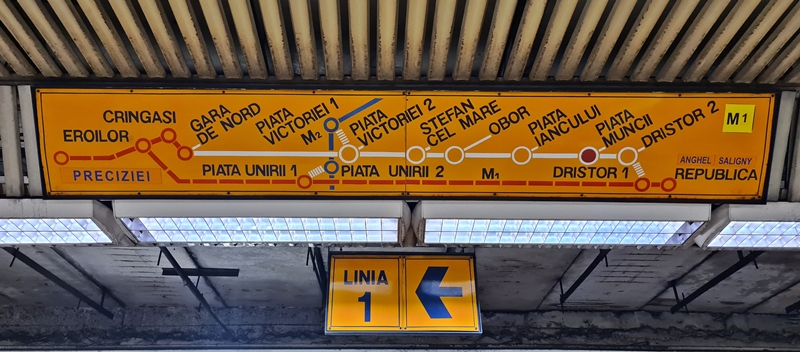 CRINGASI
EROILOR
PRECIZIEI
GARA
DE NORD
PIATA
VICTORIEI 1
M2
PIATA
VICTORIEI 2
STEFAN
CEL MARE
OBOR
PIATA
IANCULUI
PIATA
MUNCII
DRISTOR 2
M1
PIATA UNIRII 1
PIATA UNIRII 2
M1
DRISTOR 1
ANGHEL SALIGNY
REPUBLICA
LINIA
1